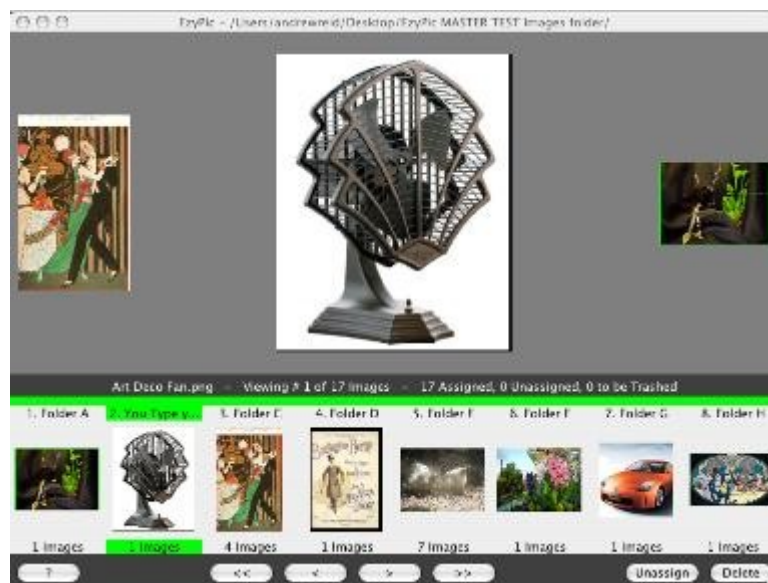 EzyPic - /Users/andrewreid/Desktop/EzyPic MASTER TEST Images folder/
Art Deco Fan.png - Viewing # 1 of 17 Images - 17 Assigned, 0 Unassigned, 0 to be Trashed
1. Folder A 2. You Type y... 3. Folder C 4. Folder D 5. Folder E 6. Folder F 7. Folder G 8. Folder H
1 Images 1 Images 4 Images 1 Images 7 Images 1 Images 1 Images 1 Images
? << < > >> Unassign Delete